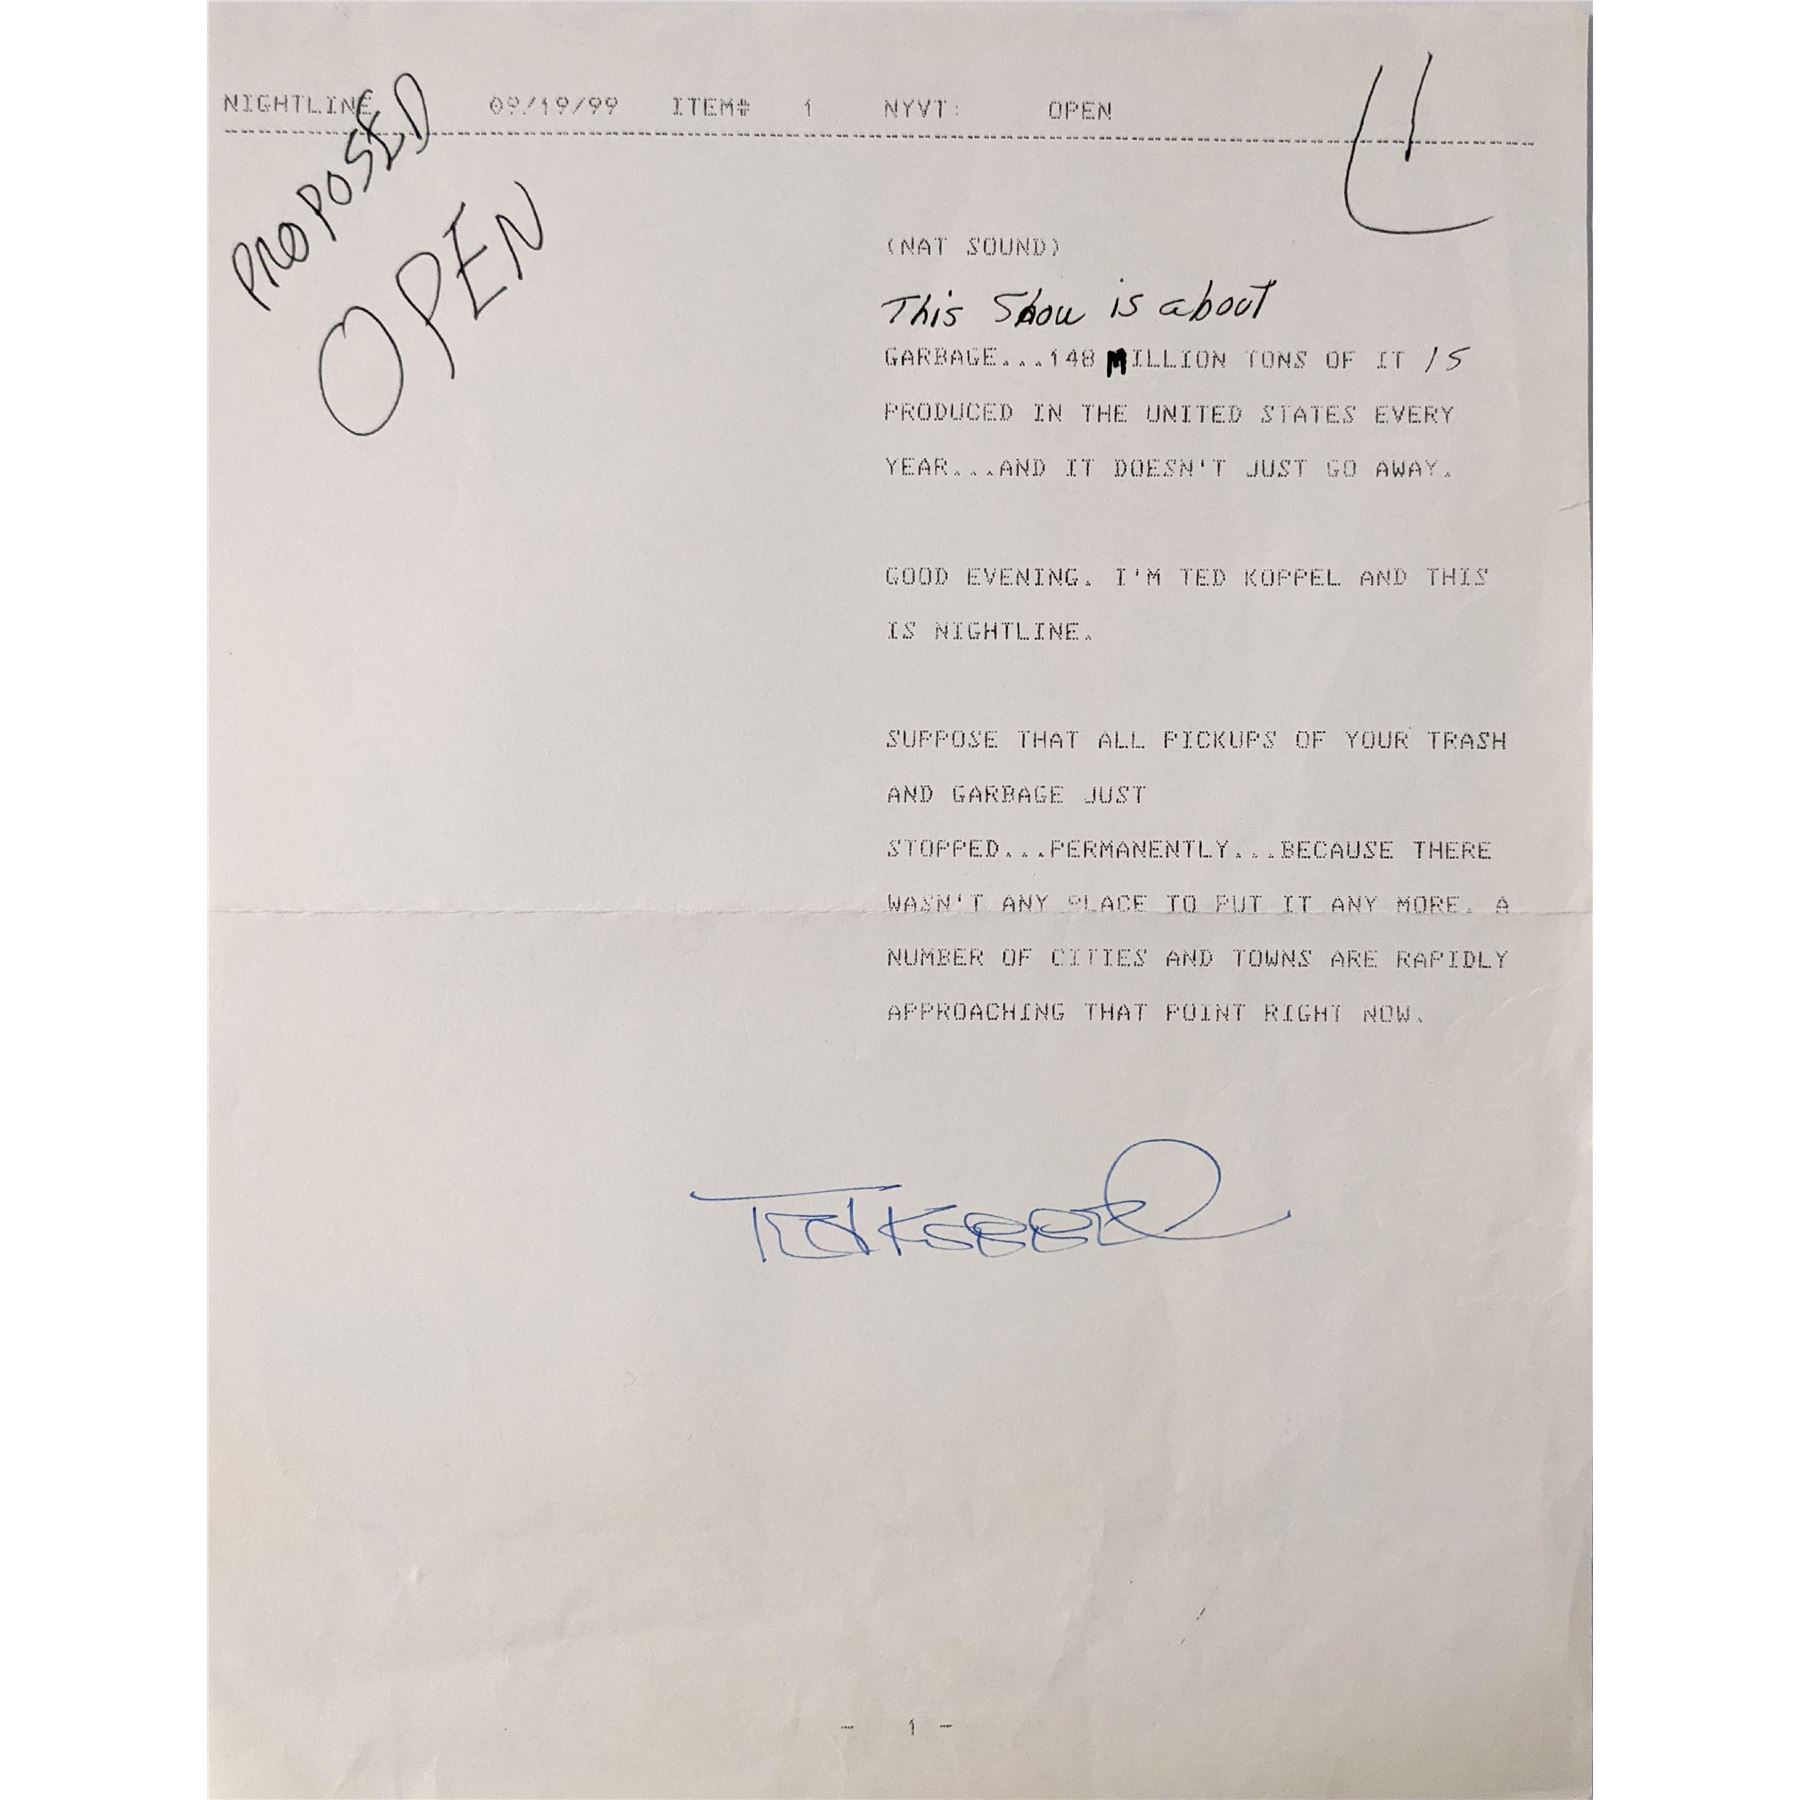 NIGHTLINE 09/19/99 ITEM# 1 NYVT: OPEN
PROPOSED
OPEN
(NAT SOUND)
This Show is about
GARBAGE...148 MILLION TONS OF IT IS
PRODUCED IN THE UNITED STATES EVERY
YEAR...AND IT DOESN'T JUST GO AWAY.
GOOD EVENING. I'M TED KOPPEL AND THIS
IS NIGHTLINE.
SUPPOSE THAT ALL PICKUPS OF YOUR TRASH
AND GARBAGE JUST
STOPPED...PERMANENTLY...BECAUSE THERE
WASN'T ANY PLACE TO PUT IT ANY MORE. A
NUMBER OF CITIES AND TOWNS ARE RAPIDLY
APPROACHING THAT POINT RIGHT NOW.
Ted Koppel
- 1 -